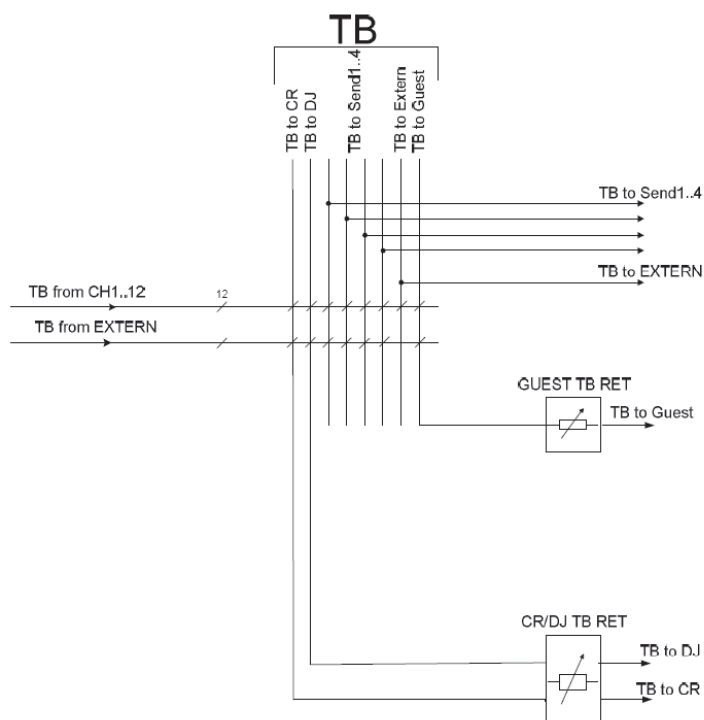 TB
TB to CR
TB to DJ
TB to Send1..4
TB to Extern
TB to Guest
TB to Send1..4
TB to EXTERN
TB from CH1..12
12
TB from EXTERN
GUEST TB RET
TB to Guest
CR/DJ TB RET
TB to DJ
TB to CR